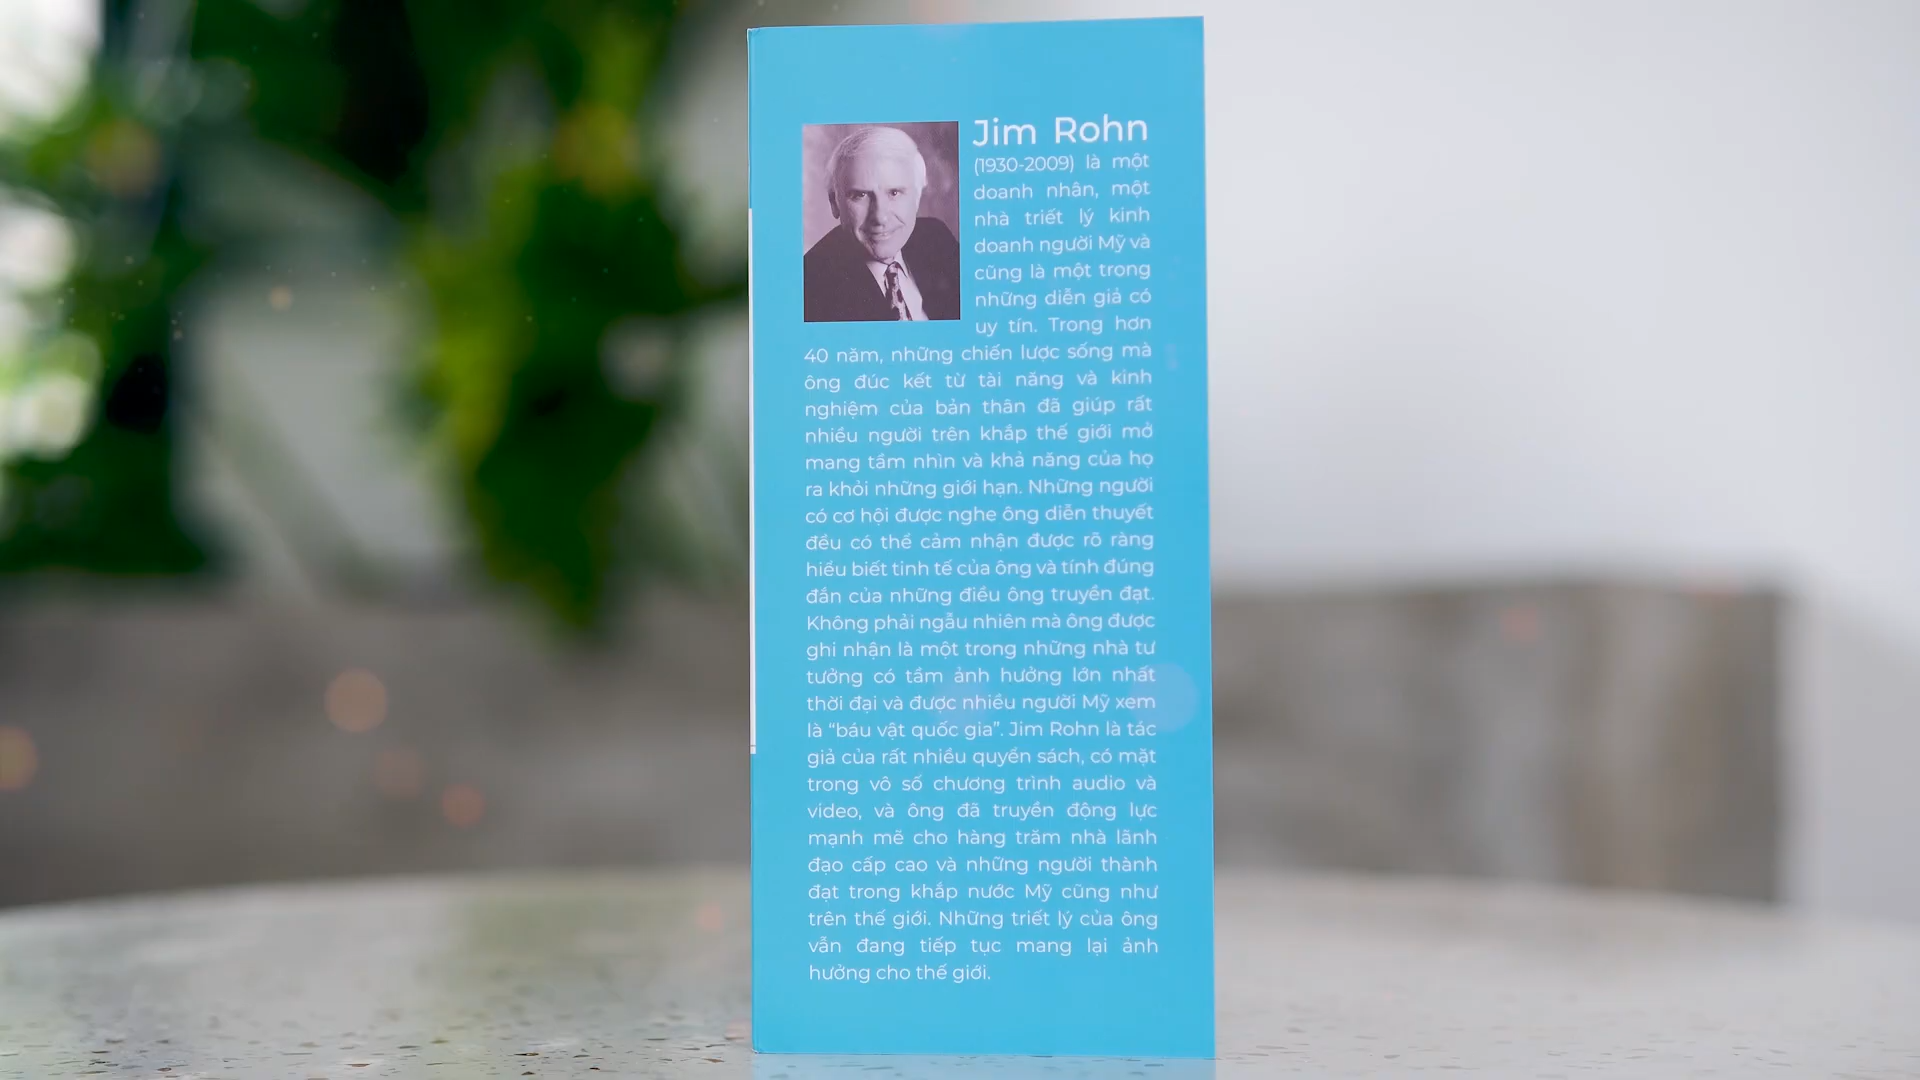 Jim Rohn
(1930-2009) là một
doanh nhân, một
nhà triết lý kinh
doanh người Mỹ và
cũng là một trong
những diễn giả có
uy tín. Trong hơn
40 năm, những chiến lược sống mà
ông đúc kết từ tài năng và kinh
nghiệm của bản thân đã giúp rất
nhiều người trên khắp thế giới mở
mang tầm nhìn và khả năng của họ
ra khỏi những giới hạn. Những người
có cơ hội được nghe ông diễn thuyết
đều có thể cảm nhận được rõ ràng
hiểu biết tinh tế của ông và tính đúng
đắn của những điều ông truyền đạt.
Không phải ngẫu nhiên mà ông được
ghi nhận là một trong những nhà tư
tưởng có tầm ảnh hưởng lớn nhất
thời đại và được nhiều người Mỹ xem
là “báu vật quốc gia”. Jim Rohn là tác
giả của rất nhiều quyển sách, có mặt
trong vô số chương trình audio và
video, và ông đã truyền động lực
mạnh mẽ cho hàng trăm nhà lãnh
đạo cấp cao và những người thành
đạt trong khắp nước Mỹ cũng như
trên thế giới. Những triết lý của ông
vẫn đang tiếp tục mang lại ảnh
hưởng cho thế giới.